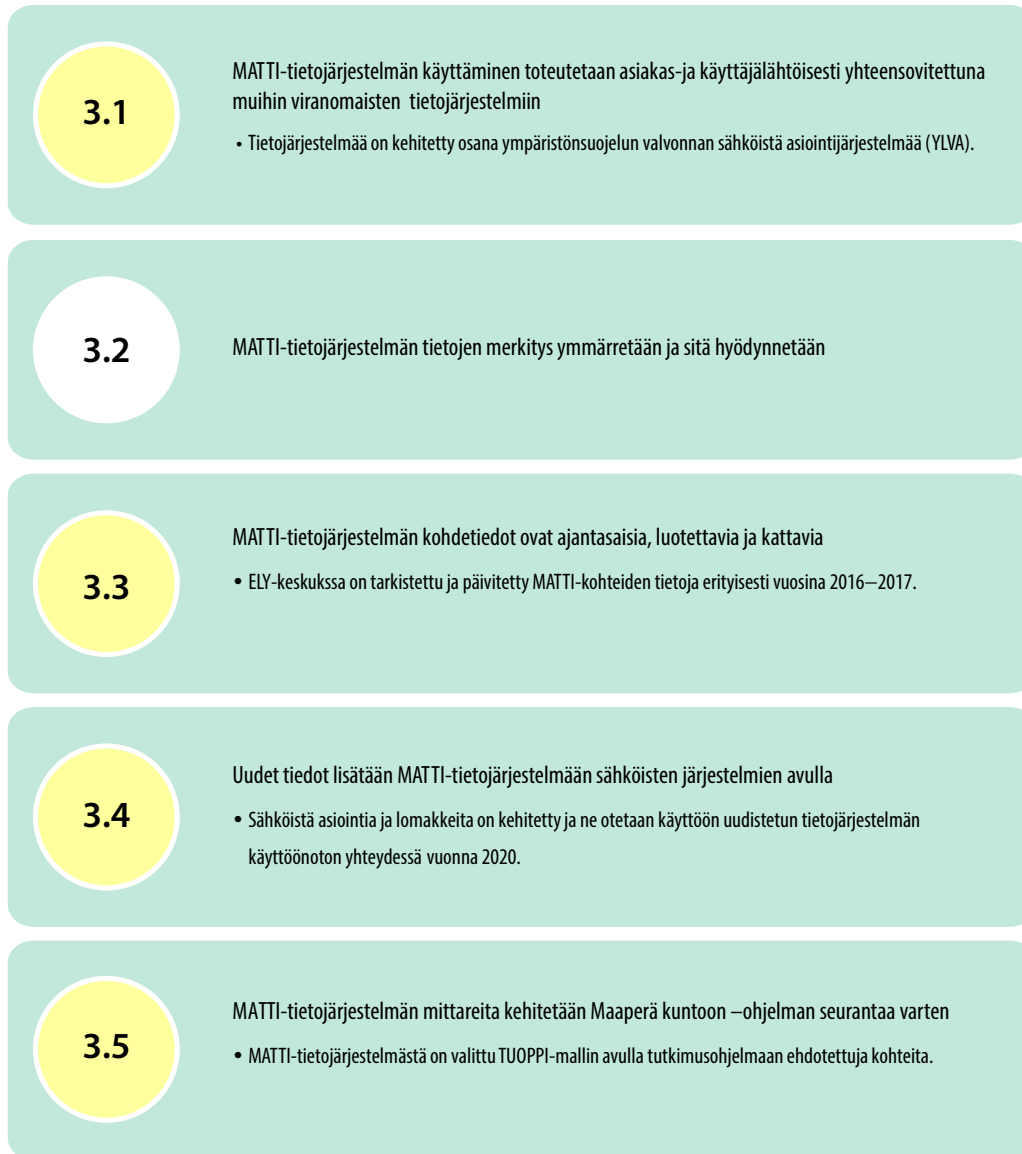 3.1
MATTI-tietojärjestelmän käyttäminen toteutetaan asiakas-ja käyttäjälähtöisesti yhteensovitettuna
muihin viranomaisten tietojärjestelmiin
• Tietojärjestelmää on kehitetty osana ympäristönsuojelun valvonnan sähköistä asiointijärjestelmää (YLVA).
3.2
MATTI-tietojärjestelmän tietojen merkitys ymmärretään ja sitä hyödynnetään
3.3
MATTI-tietojärjestelmän kohdetiedot ovat ajantasaisia, luotettavia ja kattavia
• ELY-keskukssa on tarkistettu ja päivitetty MATTI-kohteiden tietoja erityisesti vuosina 2016–2017.
3.4
Uudet tiedot lisätään MATTI-tietojärjestelmään sähköisten järjestelmien avulla
• Sähköistä asiointia ja lomakkeita on kehitetty ja ne otetaan käyttöön uudistetun tietojärjestelmän
käyttöönoton yhteydessä vuonna 2020.
3.5
MATTI-tietojärjestelmän mittareita kehitetään Maaperä kuntoon –ohjelman seurantaa varten
• MATTI-tietojärjestelmästä on valittu TUOPPI-mallin avulla tutkimusohjelmaan ehdotettuja kohteita.